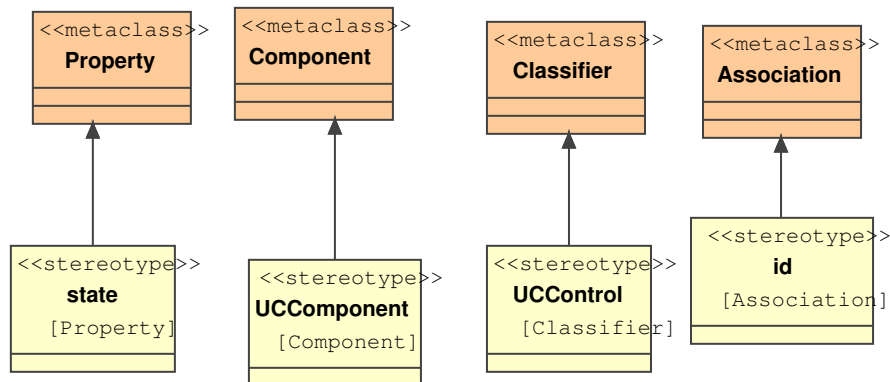 <<metaclass>>
Property
<<metaclass>>
Component
<<metaclass>>
Classifier
<<metaclass>>
Association
<<stereotype>>
state
[Property]
<<stereotype>>
UCComponent
[Component]
<<stereotype>>
UCControl
[Classifier]
<<stereotype>>
id
[Association]